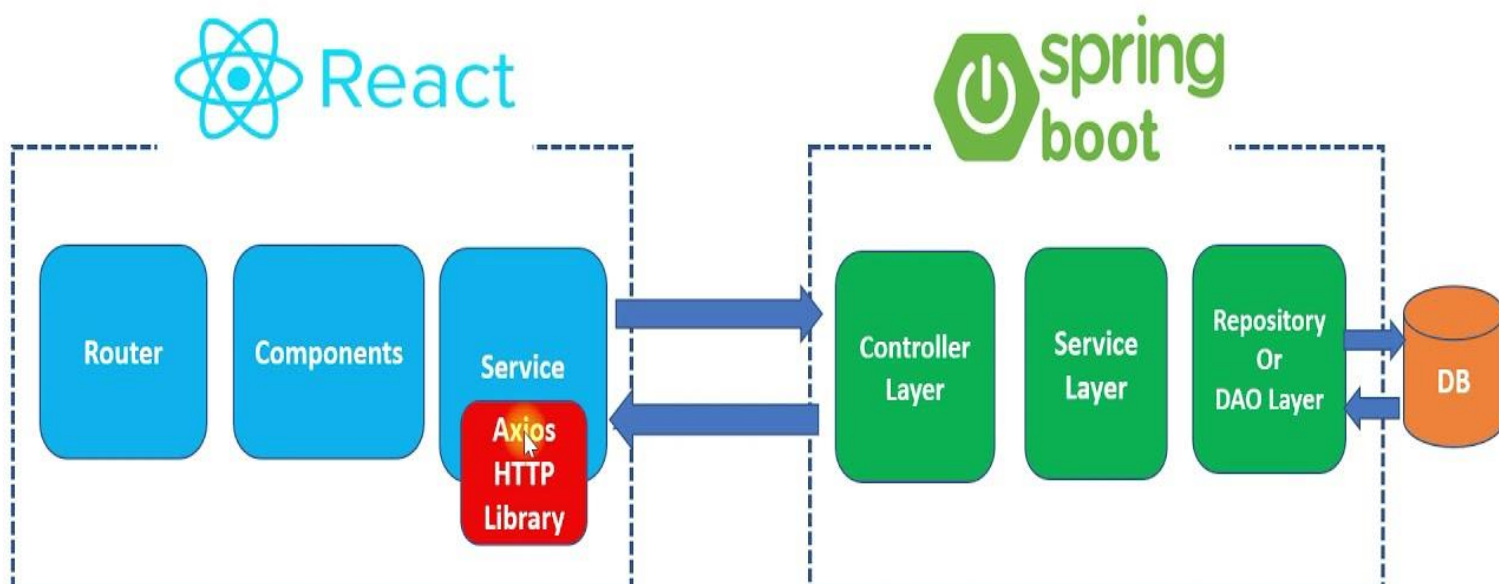 React
spring
boot
Router
Components
Service
Axios
HTTP
Library
Controller
Layer
Service
Layer
Repository
Or
DAO Layer
DB